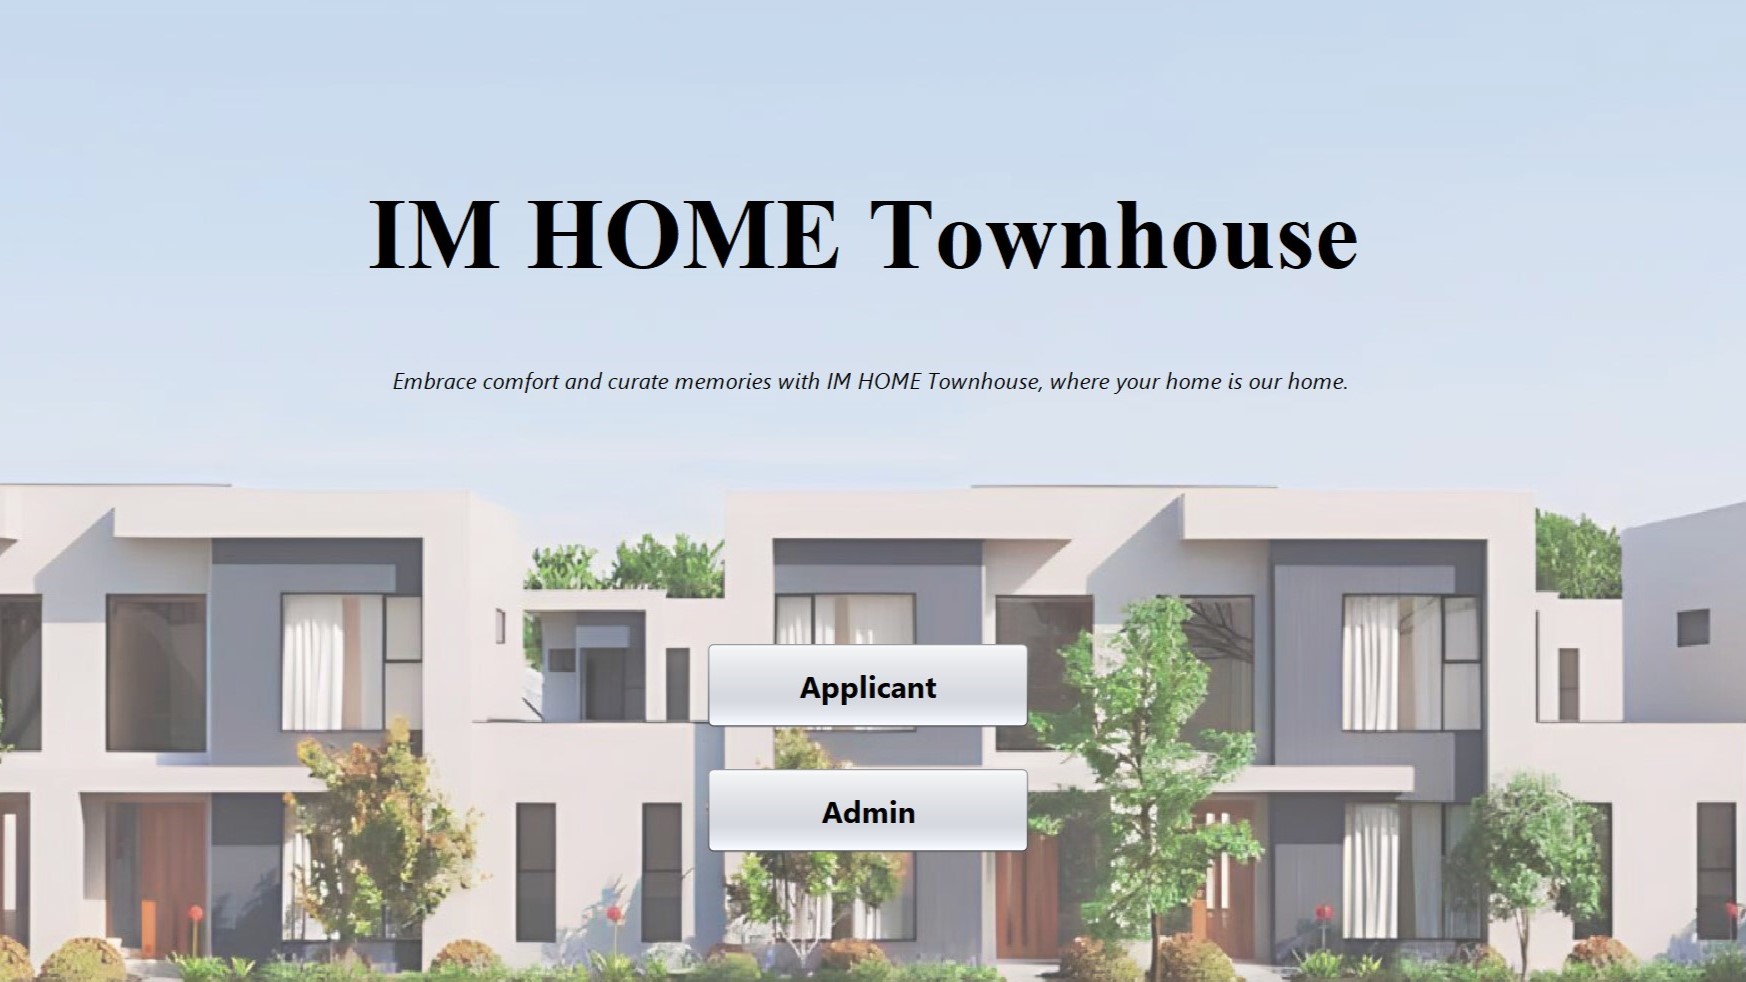 IM HOME Townhouse
Embrace comfort and curate memories with IM HOME Townhouse, where your home is our home.
Applicant
Admin